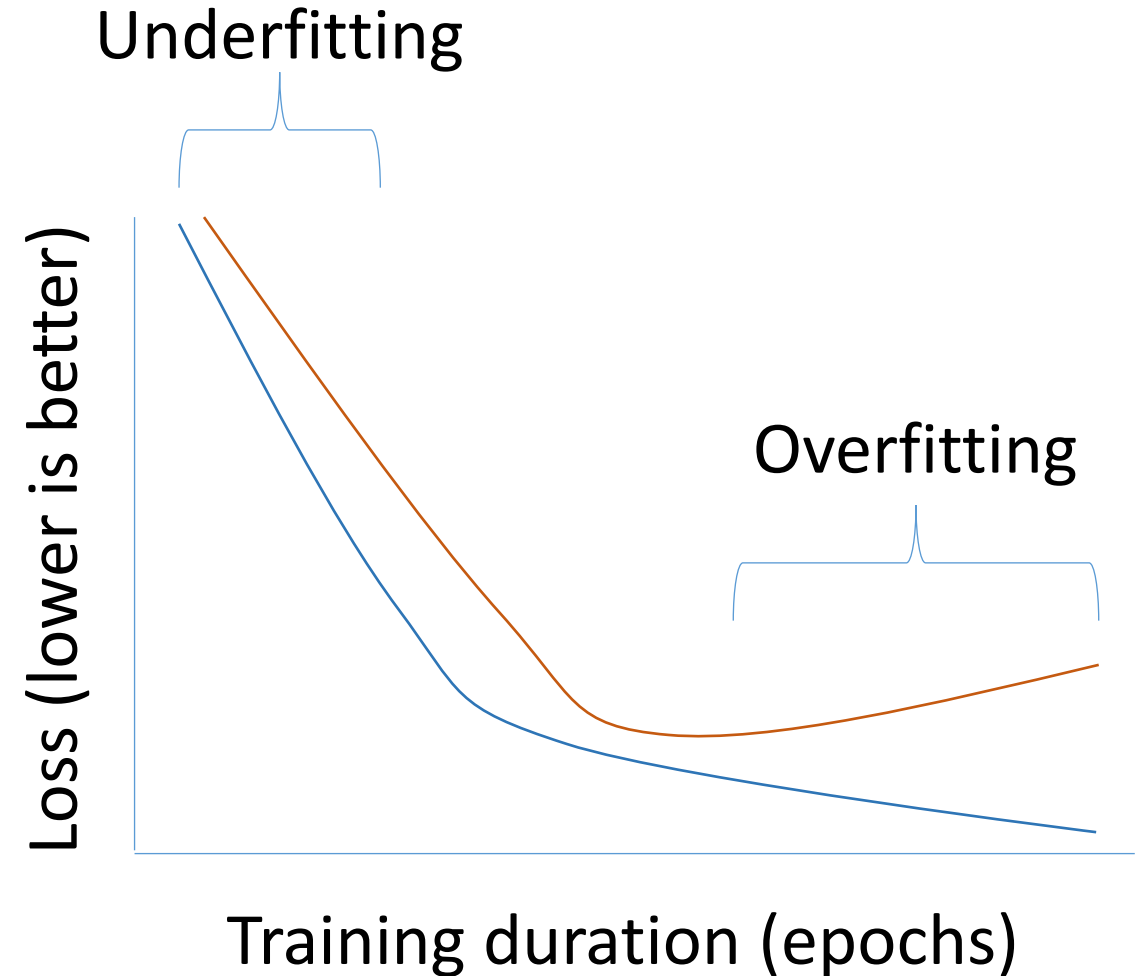 Underfitting
Loss (lower is better)
Overfitting
Training duration (epochs)